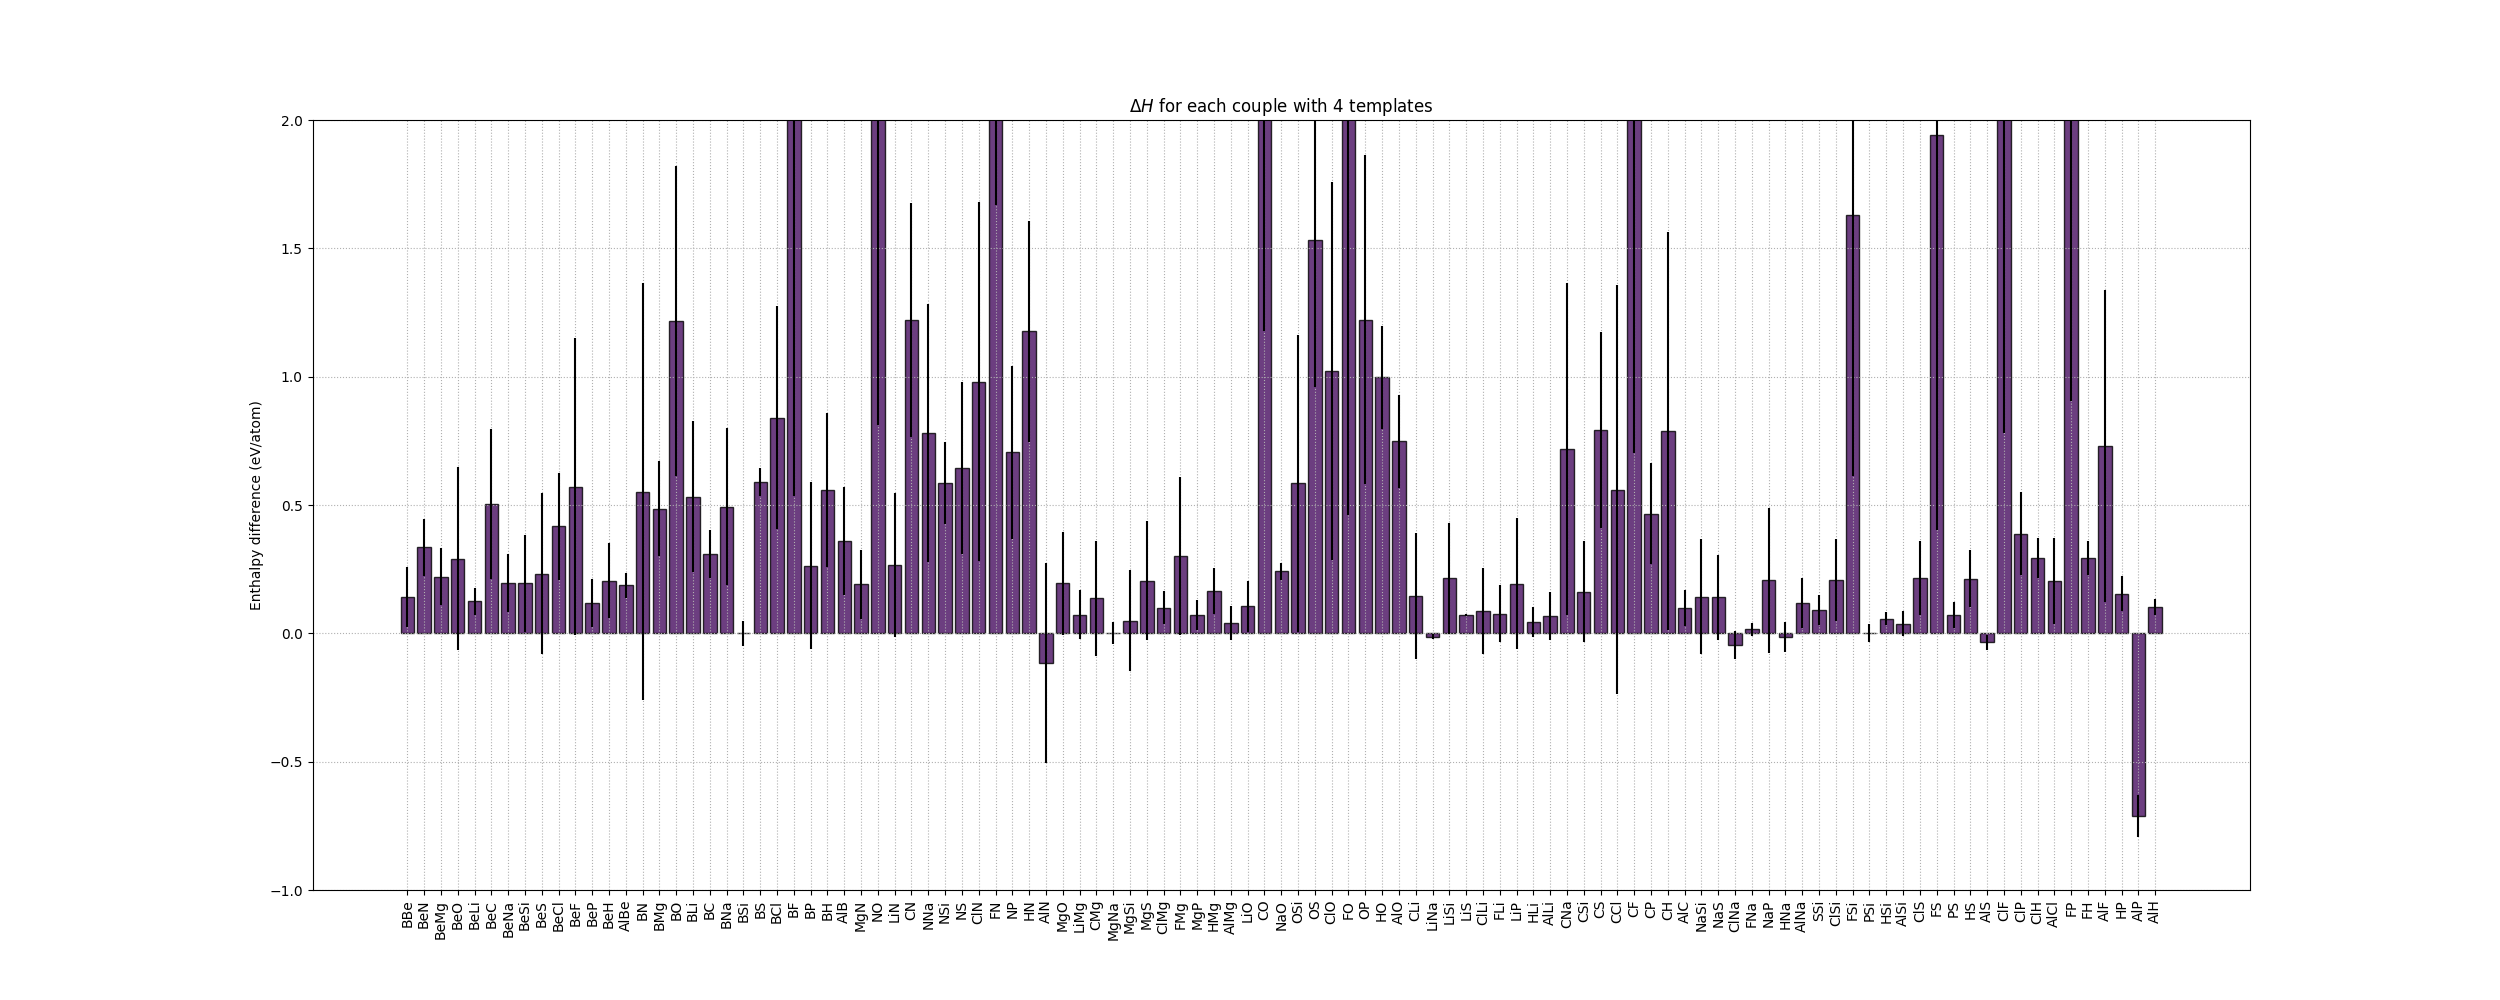 ΔH for each couple with 4 templates
Enthalpy difference (eV/atom)
2.0
1.5
1.0
0.5
0.0
−0.5
−1.0
BBe
BeN
BeMg
BeO
BeLi
BeC
BeNa
BeSi
BeS
BeCl
BeF
BeP
BeH
AlBe
BN
BMg
BO
BLi
BC
BNa
BSi
BS
BCl
BF
BP
BH
AlB
MgN
NO
LiN
CN
NNa
NSi
NS
ClN
FN
NP
HN
AlN
MgO
LiMg
CMg
MgNa
MgSi
MgS
ClMg
FMg
MgP
HMg
AlMg
LiO
CO
NaO
OSi
OS
ClO
FO
OP
HO
AlO
CLi
LiNa
LiSi
LiS
ClLi
FLi
LiP
HLi
AlLi
CNa
CSi
CS
CCl
CF
CP
CH
AlC
NaSi
NaS
ClNa
FNa
NaP
HNa
AlNa
SSi
ClSi
FSi
PSi
HSi
AlSi
ClS
FS
PS
HS
AlS
ClF
ClP
ClH
AlCl
FP
FH
AlF
HP
AlP
AlH